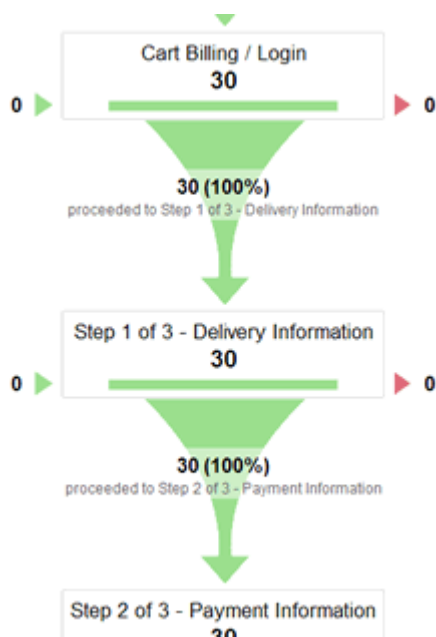 Cart Billing / Login
30
0
0
30 (100%)
proceeded to Step 1 of 3 - Delivery Information
Step 1 of 3 - Delivery Information
30
0
0
30 (100%)
proceeded to Step 2 of 3 - Payment Information
Step 2 of 3 - Payment Information
30